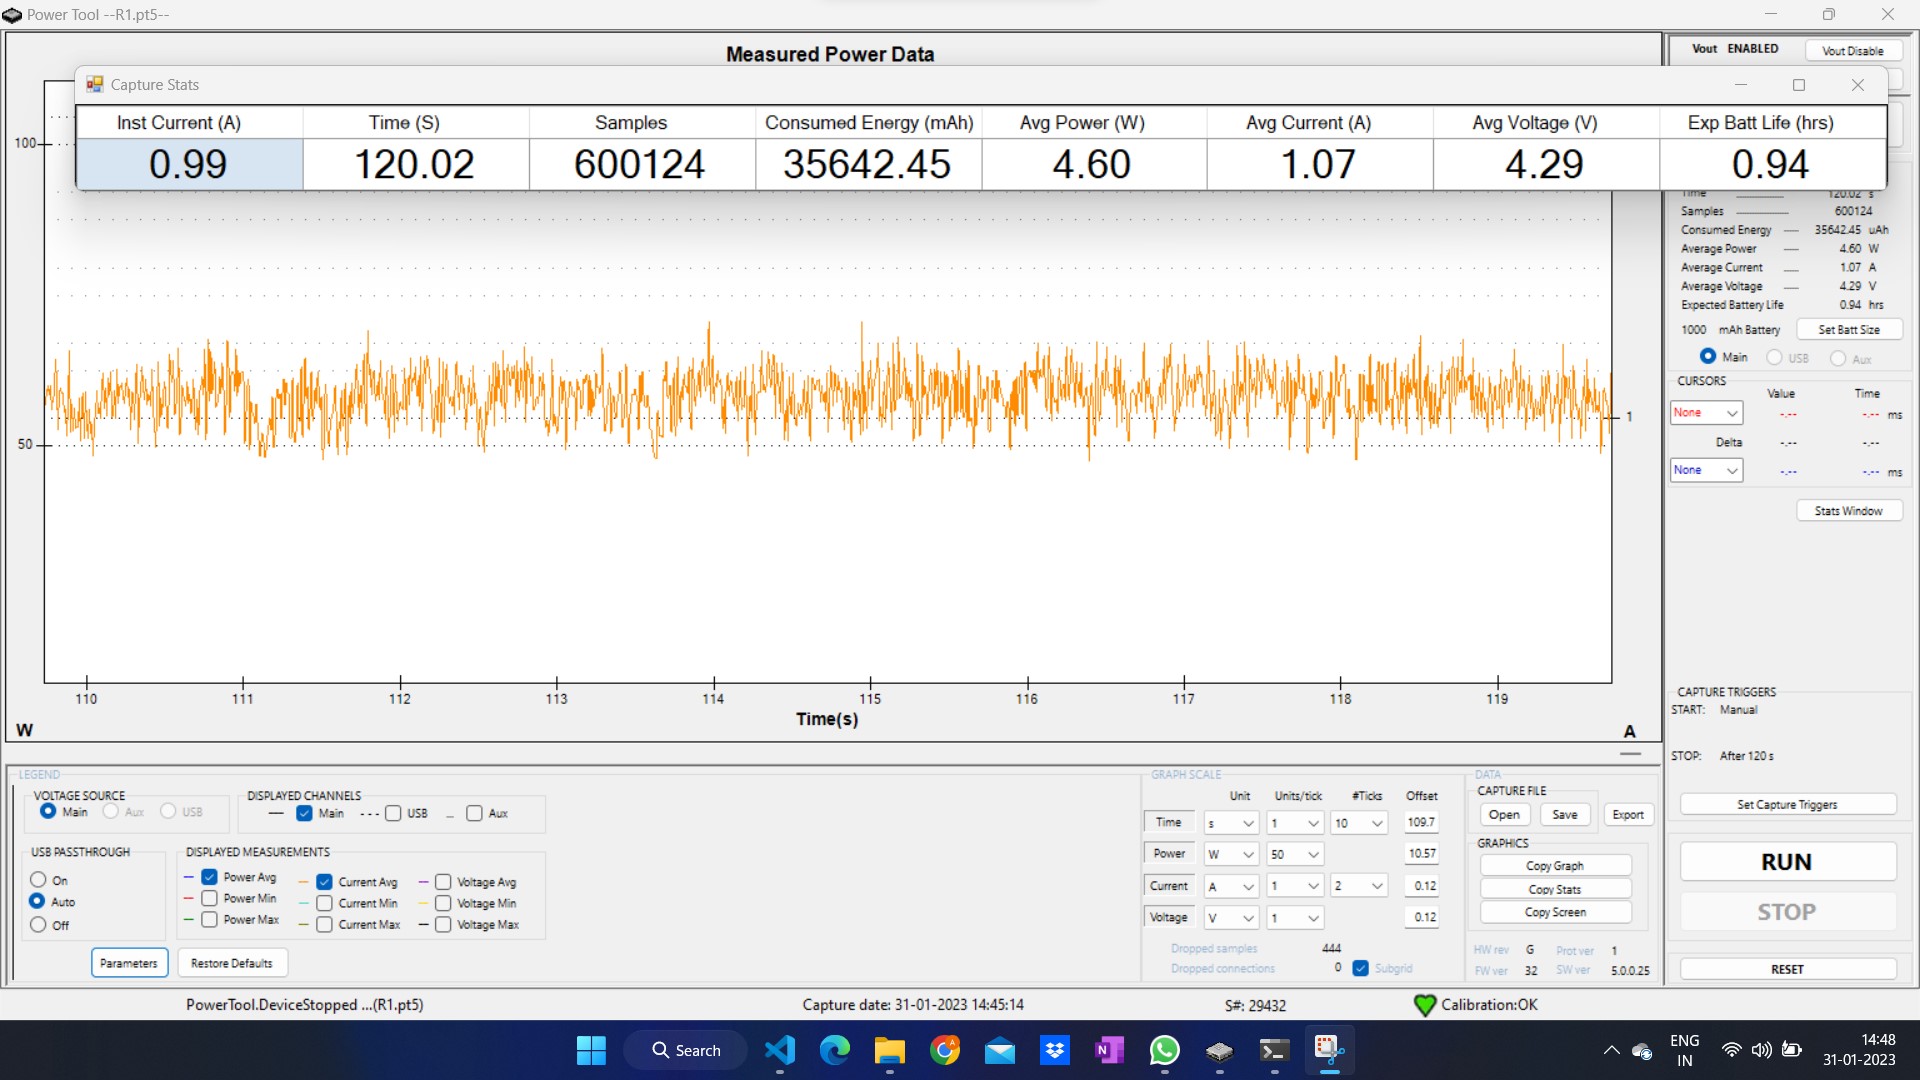 Power Tool --R1.pt5--
Measured Power Data
Vout ENABLED
Vout Disable
Capture Stats
Inst Current (A) Time (S) Samples Consumed Energy (mAh) Avg Power (W) Avg Current (A) Avg Voltage (V) Exp Batt Life (hrs)
0.99 120.02 600124 35642.45 4.60 1.07 4.29 0.94
Time 120.02 s
Samples 600124
Consumed Energy 35642.45 uAh
Average Power 4.60 W
Average Current 1.07 A
Average Voltage 4.29 V
Expected Battery Life 0.94 hrs
1000 mAh Battery Set Batt Size
Main USB Aux
CURSORS
Value Time
None -.-- -.-- ms
Delta -.-- -.--
None -.-- -.-- ms
Stats Window
CAPTURE TRIGGERS
START: Manual
STOP: After 120 s
Set Capture Triggers
RUN
STOP
RESET
100
50
1
110 111 112 113 114 115 116 117 118 119
Time(s)
W
A
LEGEND
VOLTAGE SOURCE
Main Aux USB
DISPLAYED CHANNELS
Main USB Aux
USB PASSTHROUGH
On
Auto
Off
DISPLAYED MEASUREMENTS
Power Avg Current Avg Voltage Avg
Power Min Current Min Voltage Min
Power Max Current Max Voltage Max
Parameters Restore Defaults
GRAPH SCALE
Unit Units/tick #Ticks Offset
Time s 1 10 109.7
Power W 50 10.57
Current A 1 2 0.12
Voltage V 1 0.12
Dropped samples 444
Dropped connections 0 Subgrid
DATA
CAPTURE FILE
Open Save Export
GRAPHICS
Copy Graph
Copy Stats
Copy Screen
HW rev G Prot ver 1
FW ver 32 SW ver 5.0.0.25
PowerTool.DeviceStopped ...(R1.pt5) Capture date: 31-01-2023 14:45:14 S#: 29432 Calibration:OK
Search
ENG
IN
14:48
31-01-2023